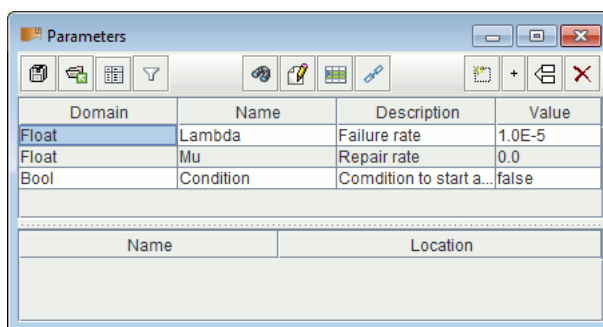 Parameters
+
Domain Name Description Value
Float Lambda Failure rate 1.0E-5
Float Mu Repair rate 0.0
Bool Condition Comdition to start a... false
Name Location